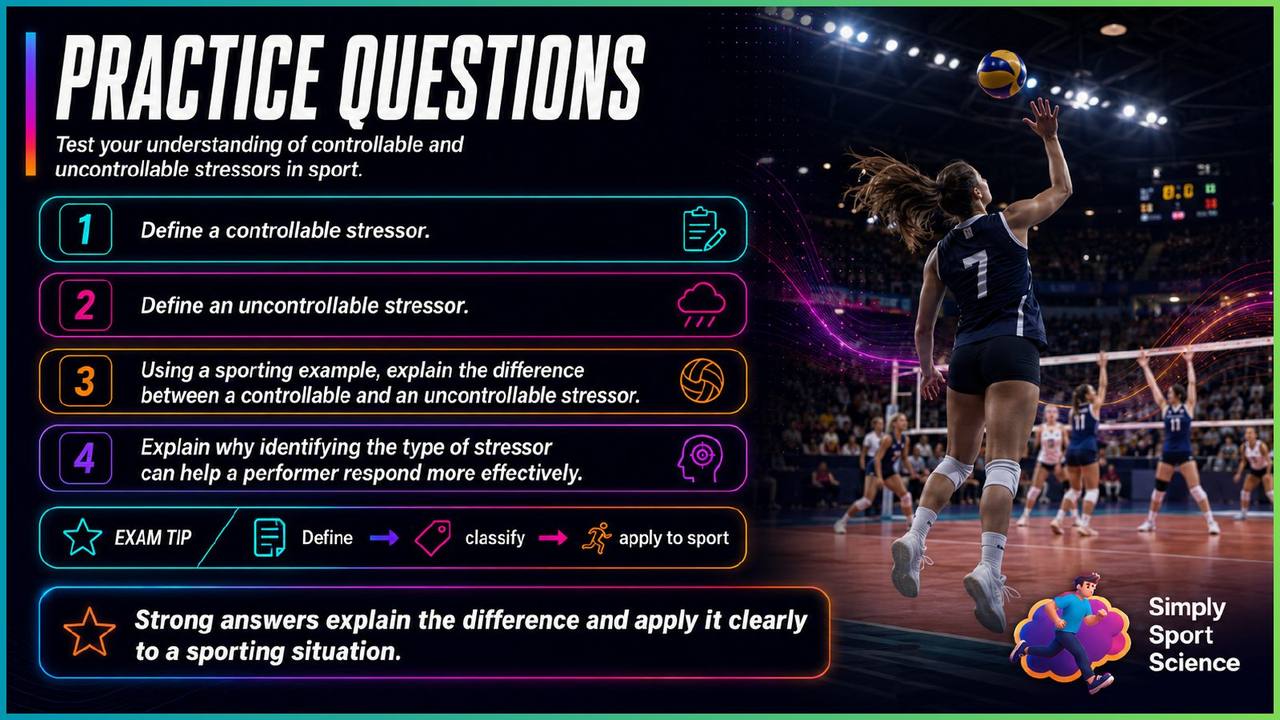 PRACTICE QUESTIONS
Test your understanding of controllable and
uncontrollable stressors in sport.
1
Define a controllable stressor.
2
Define an uncontrollable stressor.
3
Using a sporting example, explain the difference
between a controllable and an uncontrollable stressor.
4
Explain why identifying the type of stressor
can help a performer respond more effectively.
EXAM TIP Define classify apply to sport
Strong answers explain the difference and apply it clearly
to a sporting situation.
7
11
11
Simply
Sport
Science